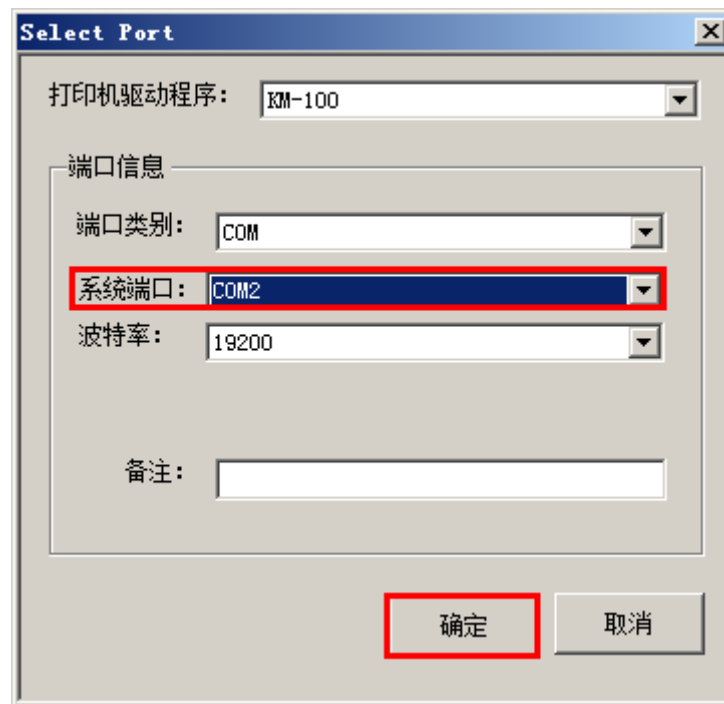 Select Port
打印机驱动程序： KM-100
端口信息
端口类别： COM
系统端口： COM2
波特率： 19200
备注：
确定 取消